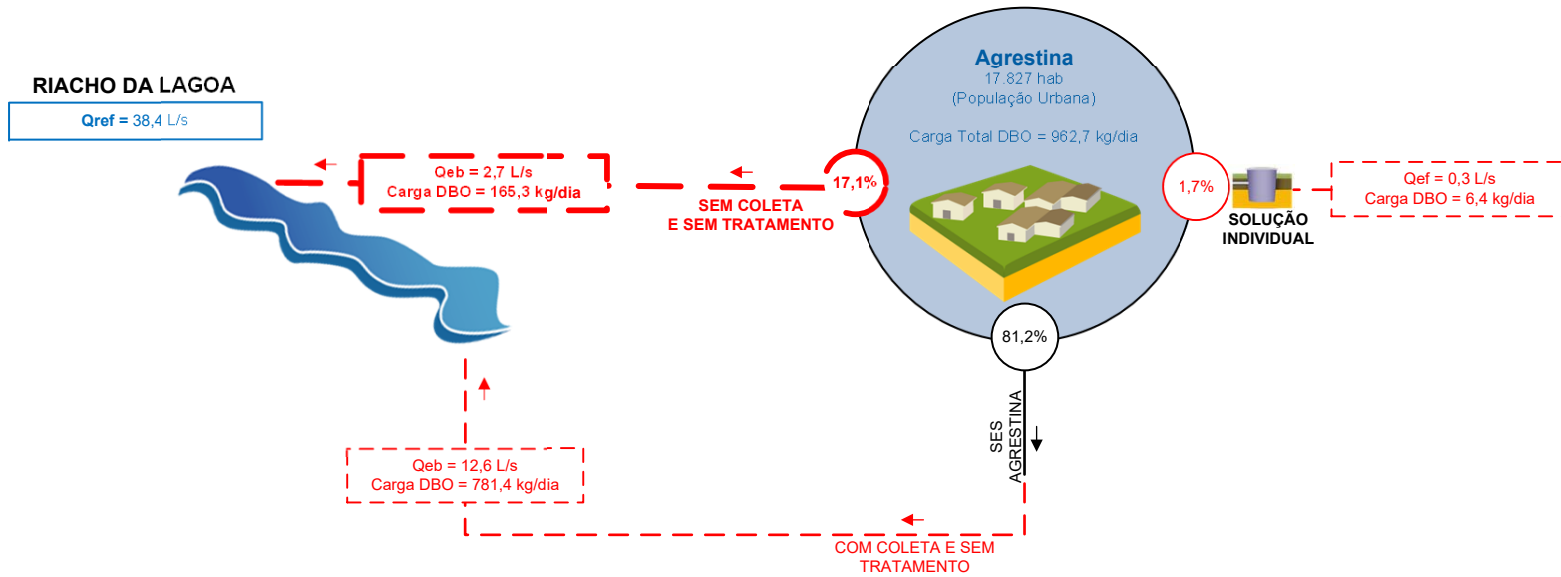 RIACHO DA LAGOA
Qref = 38,4 L/s
Qeb = 2,7 L/s
Carga DBO = 165,3 kg/dia
SEM COLETA
E SEM TRATAMENTO
17,1%
Agrestina
17.827 hab
(População Urbana)
Carga Total DBO = 962,7 kg/dia
1,7%
SOLUÇÃO
INDIVIDUAL
Qef = 0,3 L/s
Carga DBO = 6,4 kg/dia
81,2%
SES
AGRESTINA
Qeb = 12,6 L/s
Carga DBO = 781,4 kg/dia
COM COLETA E SEM
TRATAMENTO